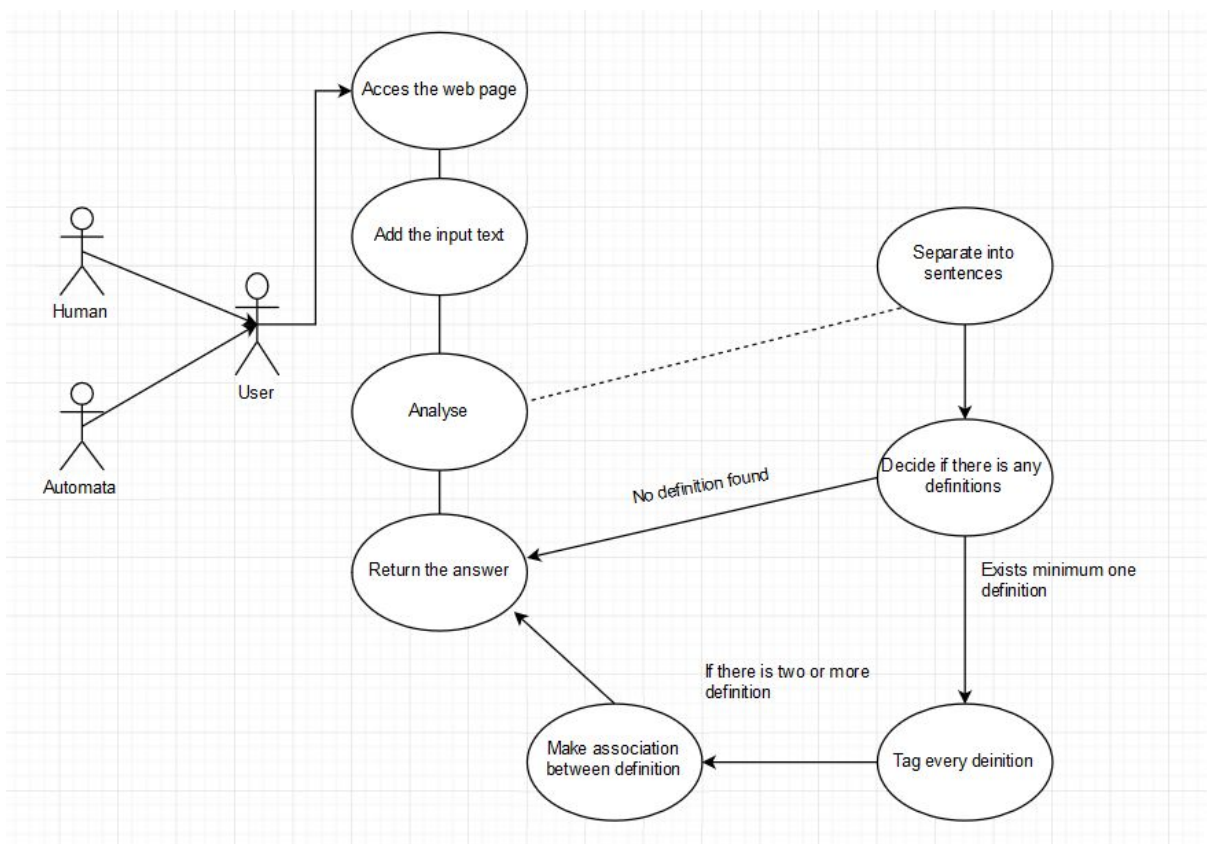 Acces the web page
Add the input text
Separate into
sentences
Human
User
Analyse
Automata
Decide if there is any
definitions
No definition found
Return the answer
Exists minimum one
definition
If there is two or more
definition
Make association
between definition
Tag every deinition